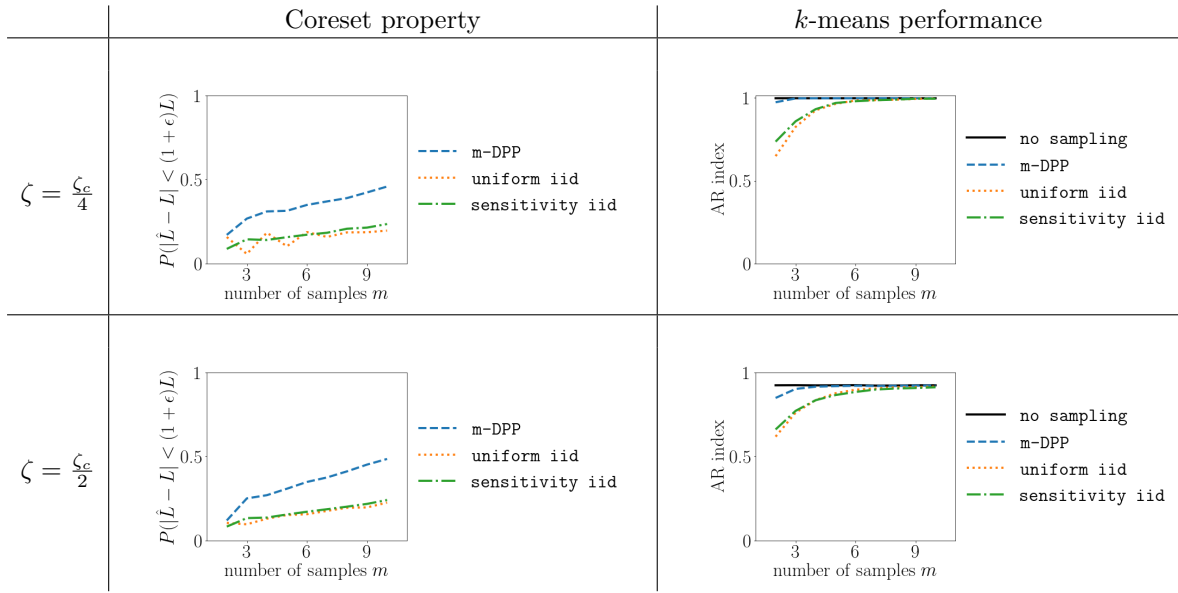 Coreset property
k-means performance
ζ = ζc/4
P(|L̂ − L| < (1 + ϵ)L)
1
0.5
0
3 6 9
number of samples m
m-DPP
uniform iid
sensitivity iid
AR index
1
0.5
0
3 6 9
number of samples m
no sampling
m-DPP
uniform iid
sensitivity iid
ζ = ζc/2
P(|L̂ − L| < (1 + ϵ)L)
1
0.5
0
3 6 9
number of samples m
m-DPP
uniform iid
sensitivity iid
AR index
1
0.5
0
3 6 9
number of samples m
no sampling
m-DPP
uniform iid
sensitivity iid